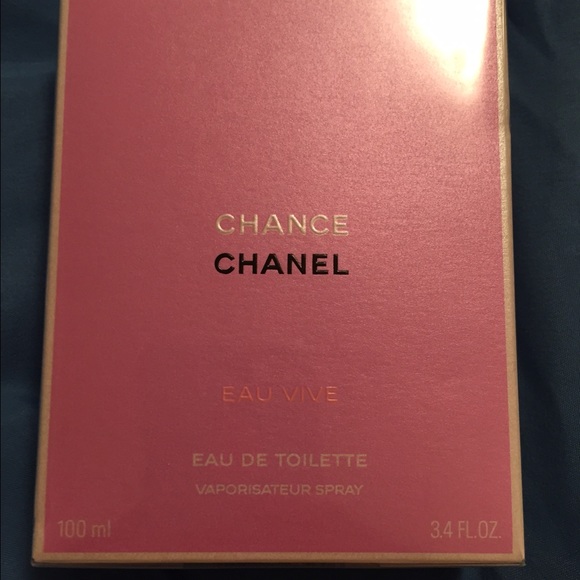 CHANCE
CHANEL
EAU VIVE
EAU DE TOILETTE
VAPORISATEUR SPRAY
100 ml 3.4 FL.OZ.